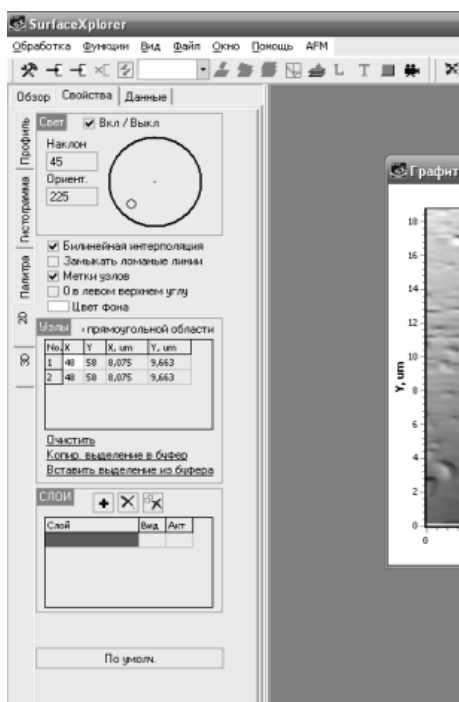 SurfaceXplorer
Обработка Функции Вид Файл Окно Помощь AFM
L T
Обзор Свойства Данные
Профиль
Гистограмма
Палитра
2D
3D
Свет Вкл / Выкл
Наклон
45
Ориент.
225
Билинейная интерполяция
Замыкать ломаные линии
Метки узлов
0 в левом верхнем углу
Цвет фона
Узлы прямоугольной области
No. X Y X, um Y, um
1 48 58 8,075 9,663
2 48 58 8,075 9,663
Очистить
Копир. выделение в буфер
Вставить выделение из буфера
СЛОИ
Слой Вид Акт
По умолч.
Графит
Y, um
18
16
14
12
10
8
6
4
2
0
0